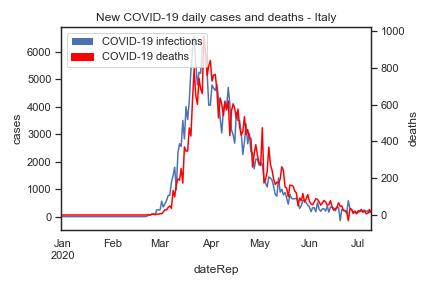 New COVID-19 daily cases and deaths - Italy
COVID-19 infections
COVID-19 deaths
6000
5000
4000
3000
2000
1000
0
cases
1000
800
600
400
200
0
deaths
Jan Feb Mar Apr May Jun Jul
2020
dateRep